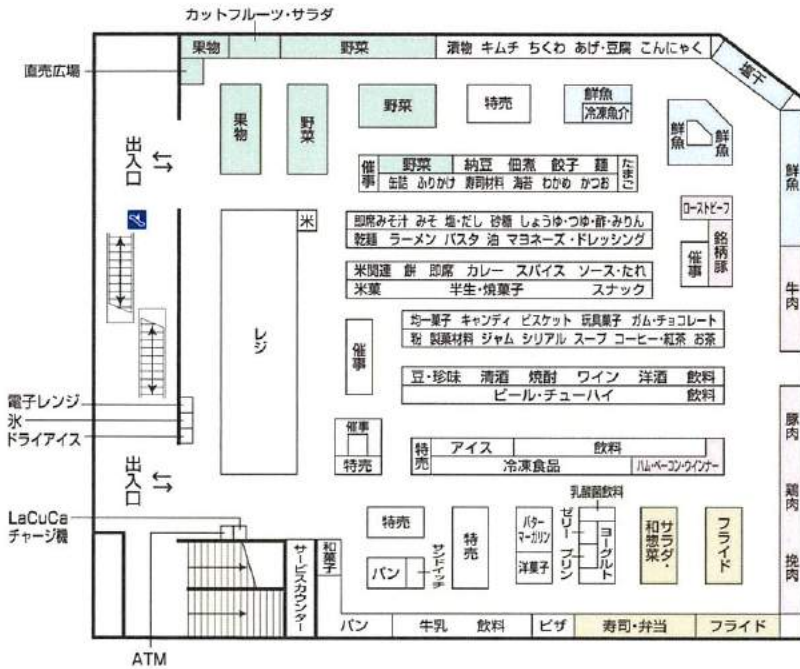 カットフルーツ・サラダ
果物
野菜
漬物 キムチ ちくわ あげ・豆腐 こんにゃく
直売広場
塩干
果物
野菜
野菜
特売
鮮魚
冷凍魚介
鮮魚
鮮魚
鮮魚
出入口
催事
野菜
納豆 佃煮 餃子 麺
たまご
缶詰 ふりかけ 寿司材料 海苔 わかめ かつお
ローストビーフ
銘柄豚
催事
米
即席みそ汁 みそ 塩・だし 砂糖 しょうゆ・つゆ・酢・みりん
乾麺 ラーメン パスタ 油 マヨネーズ・ドレッシング
米関連 餅 即席 カレー スパイス ソース・たれ
米菓 半生・焼菓子 スナック
牛肉
レジ
催事
均一菓子 キャンディ ビスケット 玩具菓子 ガム・チョコレート
粉 製菓材料 ジャム シリアル スープ コーヒー・紅茶 お茶
豆・珍味 清酒 焼酎 ワイン 洋酒 飲料
ビール・チューハイ 飲料
電子レンジ
氷
ドライアイス
催事
特売
特売
アイス
飲料
冷凍食品
ハム・ベーコン・ウインナー
豚肉
鶏肉
挽肉
出入口
LaCuCa
チャージ機
サービスカウンター
和菓子
特売
パン
サンドイッチ
特売
バター
マーガリン
洋菓子
乳酸菌飲料
ゼリー
プリン
ヨーグルト
サラダ・
和惣菜
フライド
パン
牛乳
飲料
ピザ
寿司・弁当
フライド
ATM